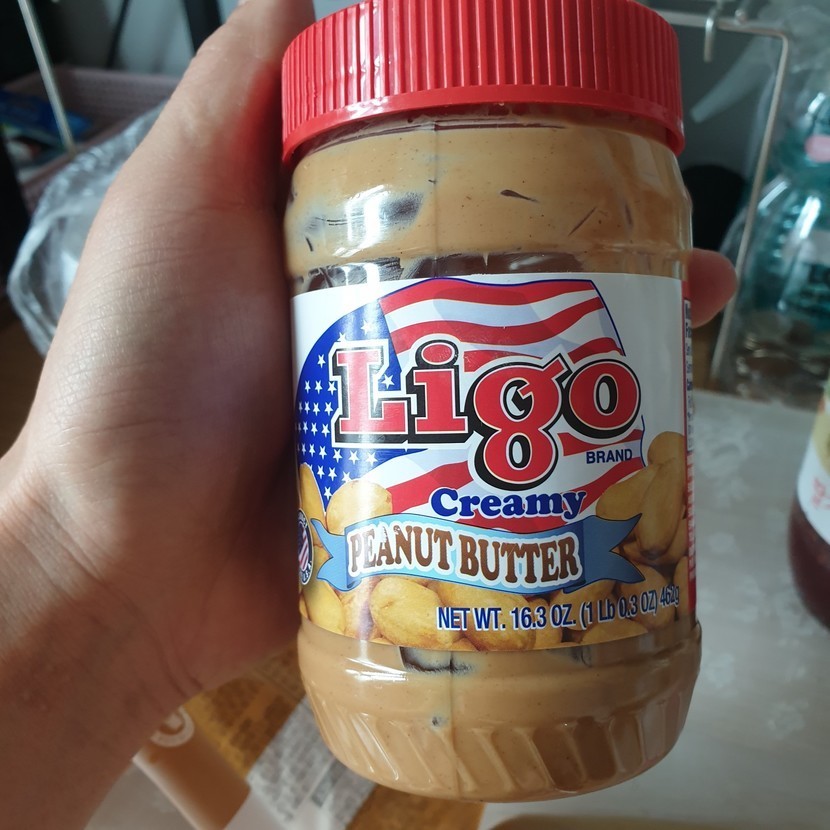 Ligo
BRAND
Creamy
PEANUT BUTTER
NET WT. 16.3 OZ. (1 Lb 0.3 OZ) 462g